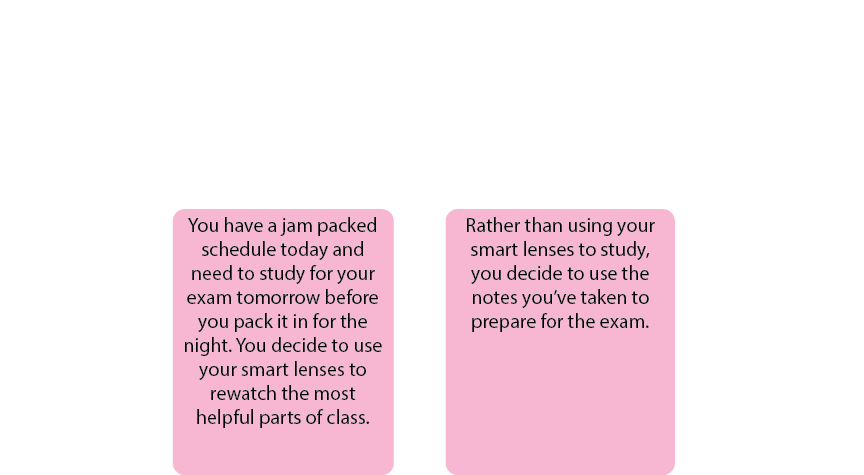 You have a jam packed
schedule today and
need to study for your
exam tomorrow before
you pack it in for the
night. You decide to use
your smart lenses to
rewatch the most
helpful parts of class.
Rather than using your
smart lenses to study,
you decide to use the
notes you’ve taken to
prepare for the exam.